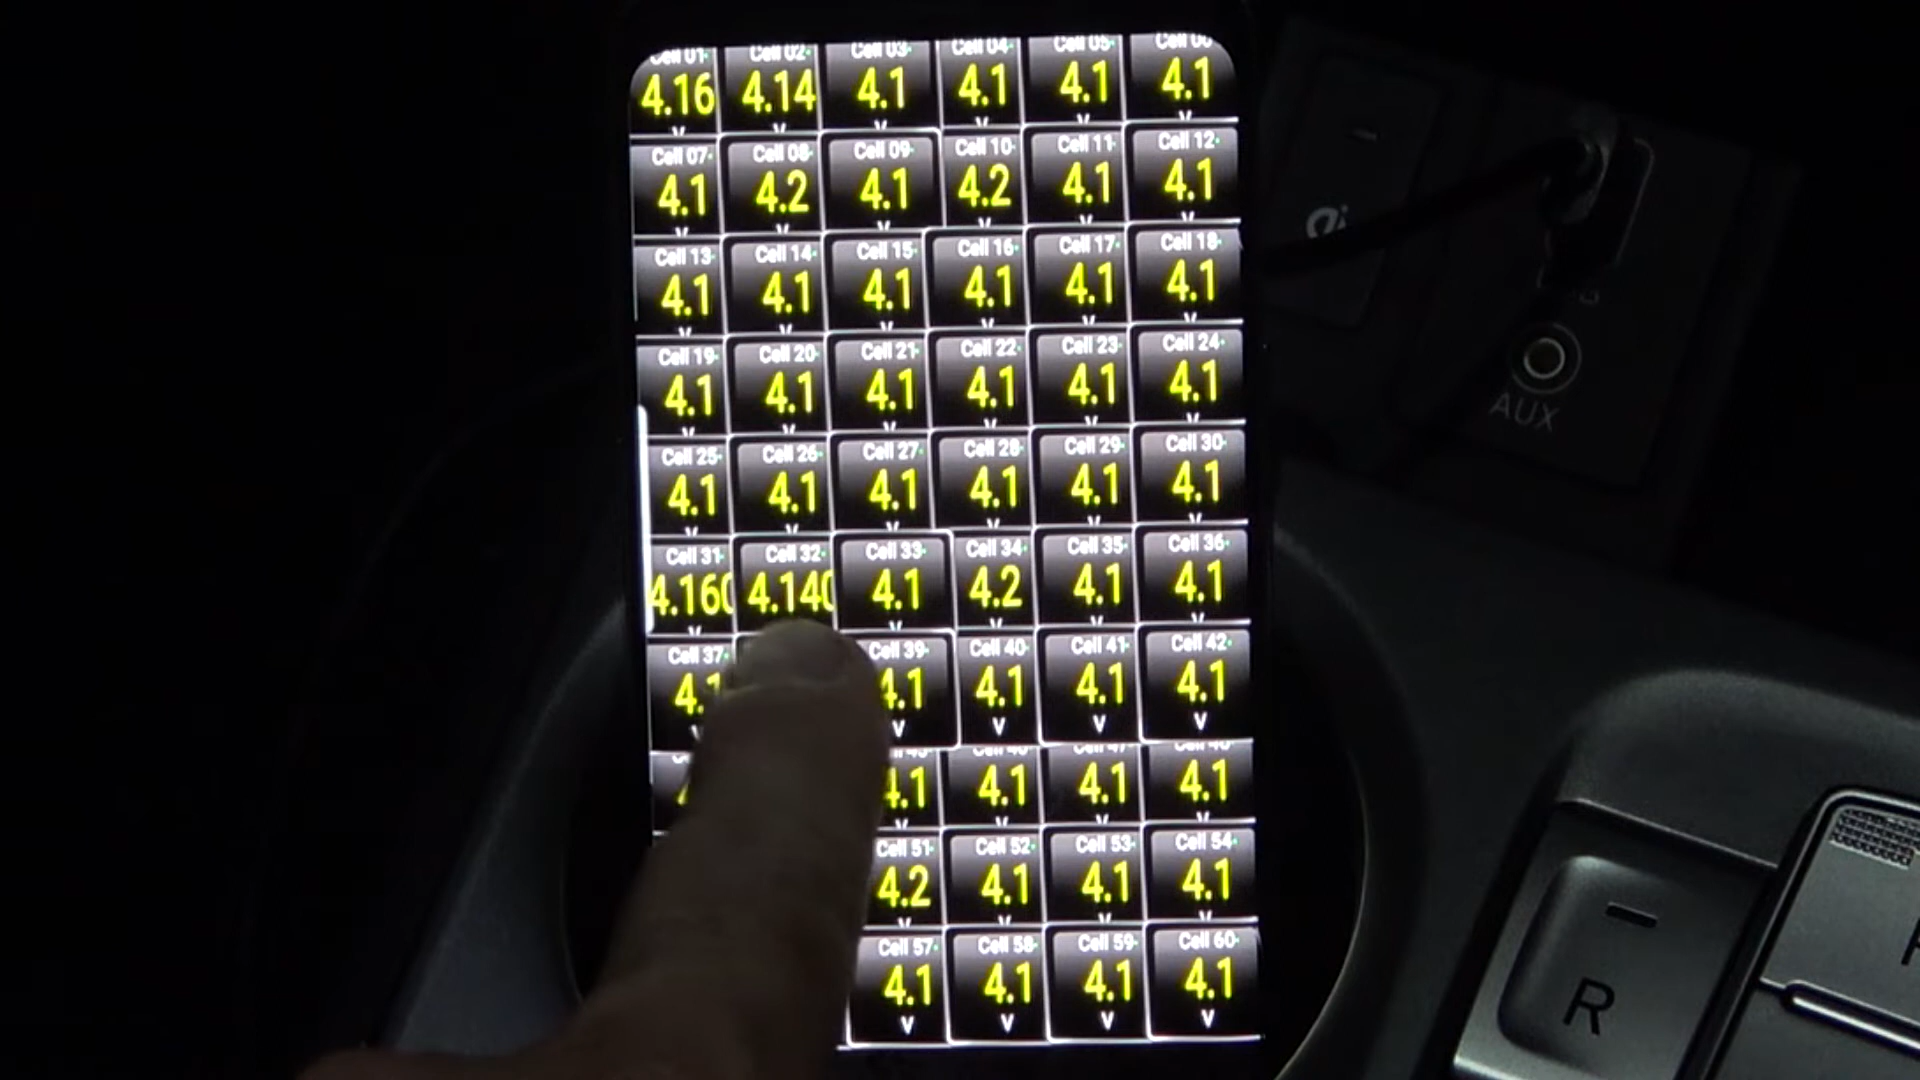 Cell 01 Cell 02 Cell 03 Cell 04 Cell 05 Cell 06
4.16 4.14 4.1 4.1 4.1 4.1
V V V V V V
Cell 07 Cell 08 Cell 09 Cell 10 Cell 11 Cell 12
4.1 4.2 4.1 4.2 4.1 4.1
V V V V V V
Cell 13 Cell 14 Cell 15 Cell 16 Cell 17 Cell 18
4.1 4.1 4.1 4.1 4.1 4.1
V V V V V V
Cell 19 Cell 20 Cell 21 Cell 22 Cell 23 Cell 24
4.1 4.1 4.1 4.1 4.1 4.1
V V V V V V
Cell 25 Cell 26 Cell 27 Cell 28 Cell 29 Cell 30
4.1 4.1 4.1 4.1 4.1 4.1
V V V V V V
Cell 31 Cell 32 Cell 33 Cell 34 Cell 35 Cell 36
4.160 4.140 4.1 4.2 4.1 4.1
V V V V V
Cell 37 Cell 39 Cell 40 Cell 41 Cell 42
4.1 4.1 4.1 4.1 4.1
V V V V
Cell 46 Cell 47 Cell 48
4.1 4.1 4.1 4.1
V V V V
Cell 51 Cell 52 Cell 53 Cell 54
4.2 4.1 4.1 4.1
V V V V
Cell 57 Cell 58 Cell 59 Cell 60
4.1 4.1 4.1 4.1
V V V V
AUX
R